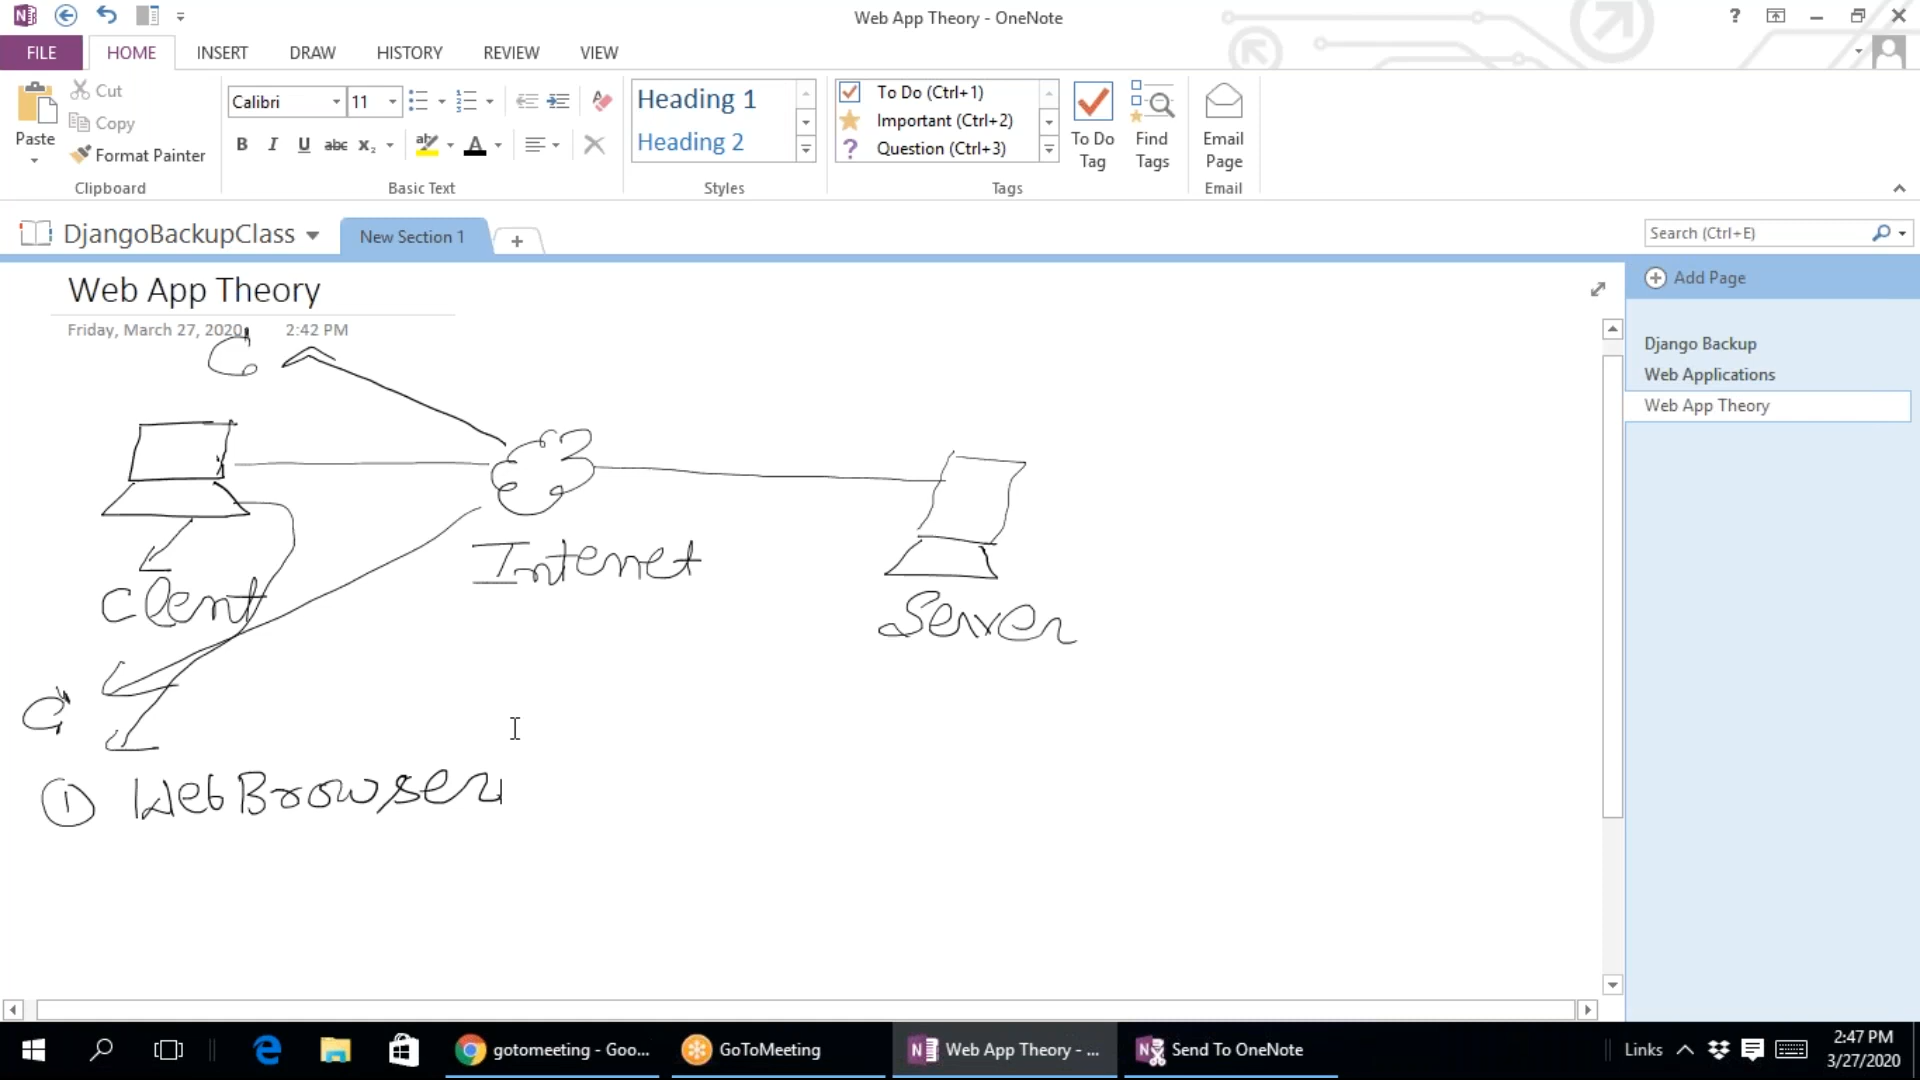 Web App Theory - OneNote
FILE HOME INSERT DRAW HISTORY REVIEW VIEW
Paste Cut Copy Format Painter
Clipboard
Calibri 11
B I U abc x₂ aby A
Basic Text
Heading 1
Heading 2
Styles
To Do (Ctrl+1)
Important (Ctrl+2)
Question (Ctrl+3)
Tags
To Do Tag
Find Tags
Email Page
Email
DjangoBackupClass New Section 1 +
Search (Ctrl+E)
Web App Theory
Friday, March 27, 2020 2:42 PM
Add Page
Django Backup
Web Applications
Web App Theory
Client
Internet
Server
① WebBrowser
gotomeeting - Goo...
GoToMeeting
Web App Theory - ...
Send To OneNote
Links
2:47 PM
3/27/2020